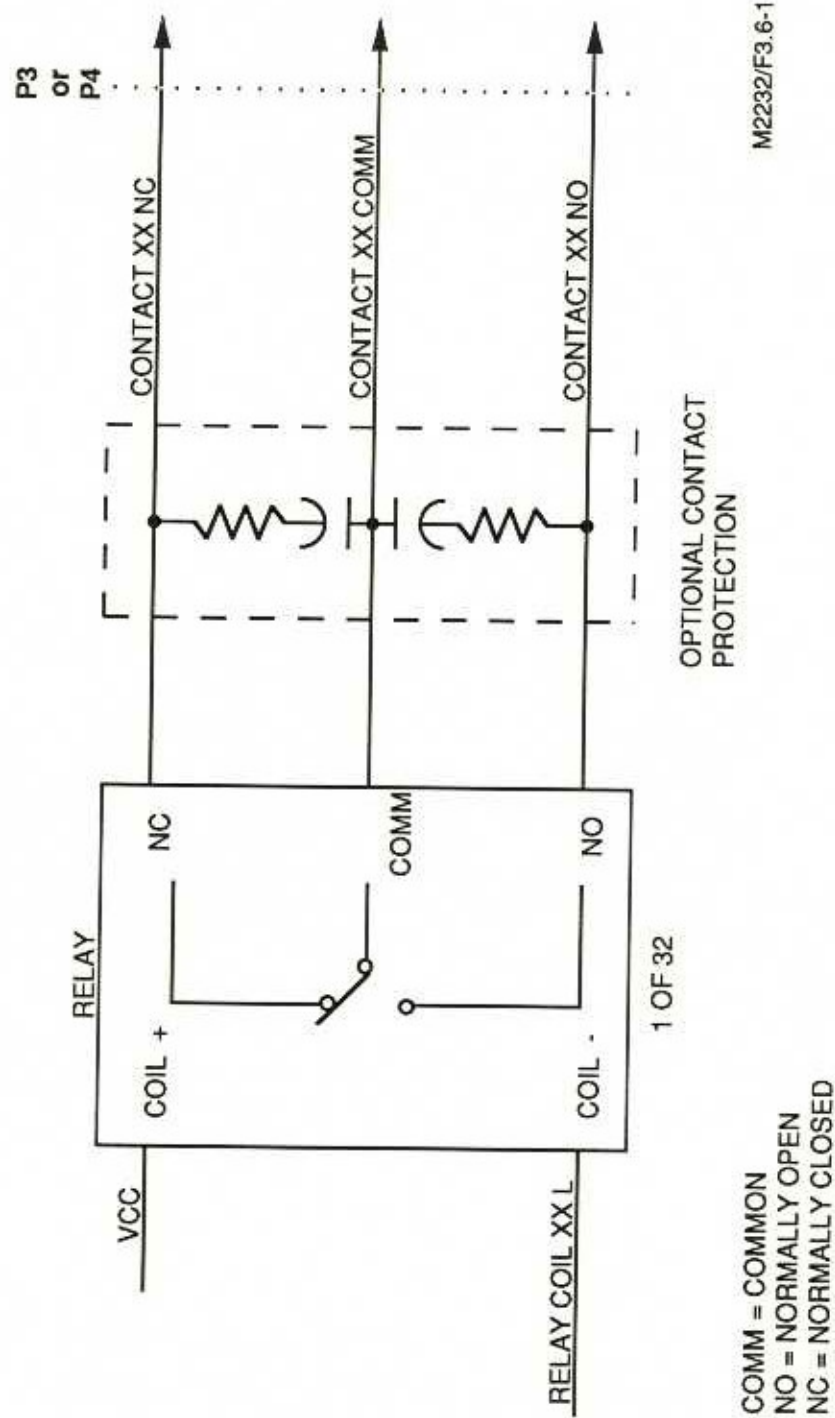 P3
or
P4
RELAY
VCC
COIL +
NC
CONTACT XX NC
COMM
CONTACT XX COMM
RELAY COIL XX L
COIL -
NO
CONTACT XX NO
1 OF 32
OPTIONAL CONTACT
PROTECTION
COMM = COMMON
NO = NORMALLY OPEN
NC = NORMALLY CLOSED
M2232/F3.6-1